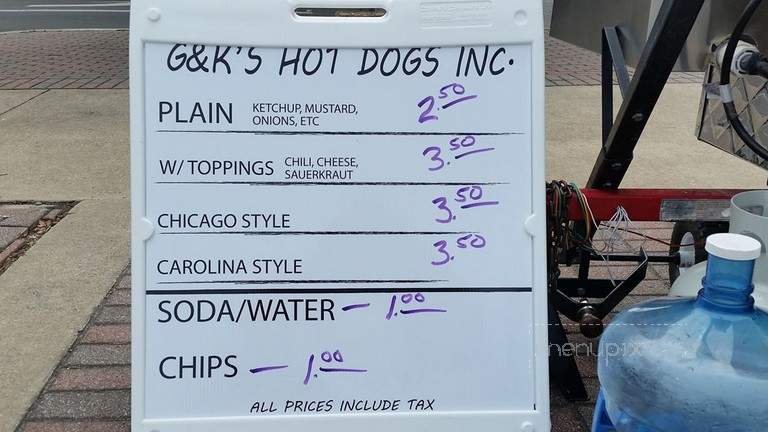 G&K'S HOT DOGS INC.
PLAIN KETCHUP, MUSTARD, ONIONS, ETC 2.50
W/ TOPPINGS CHILI, CHEESE, SAUERKRAUT 3.50
CHICAGO STYLE 3.50
CAROLINA STYLE 3.50
SODA/WATER — 1.00
CHIPS — 1.00
ALL PRICES INCLUDE TAX
menupix